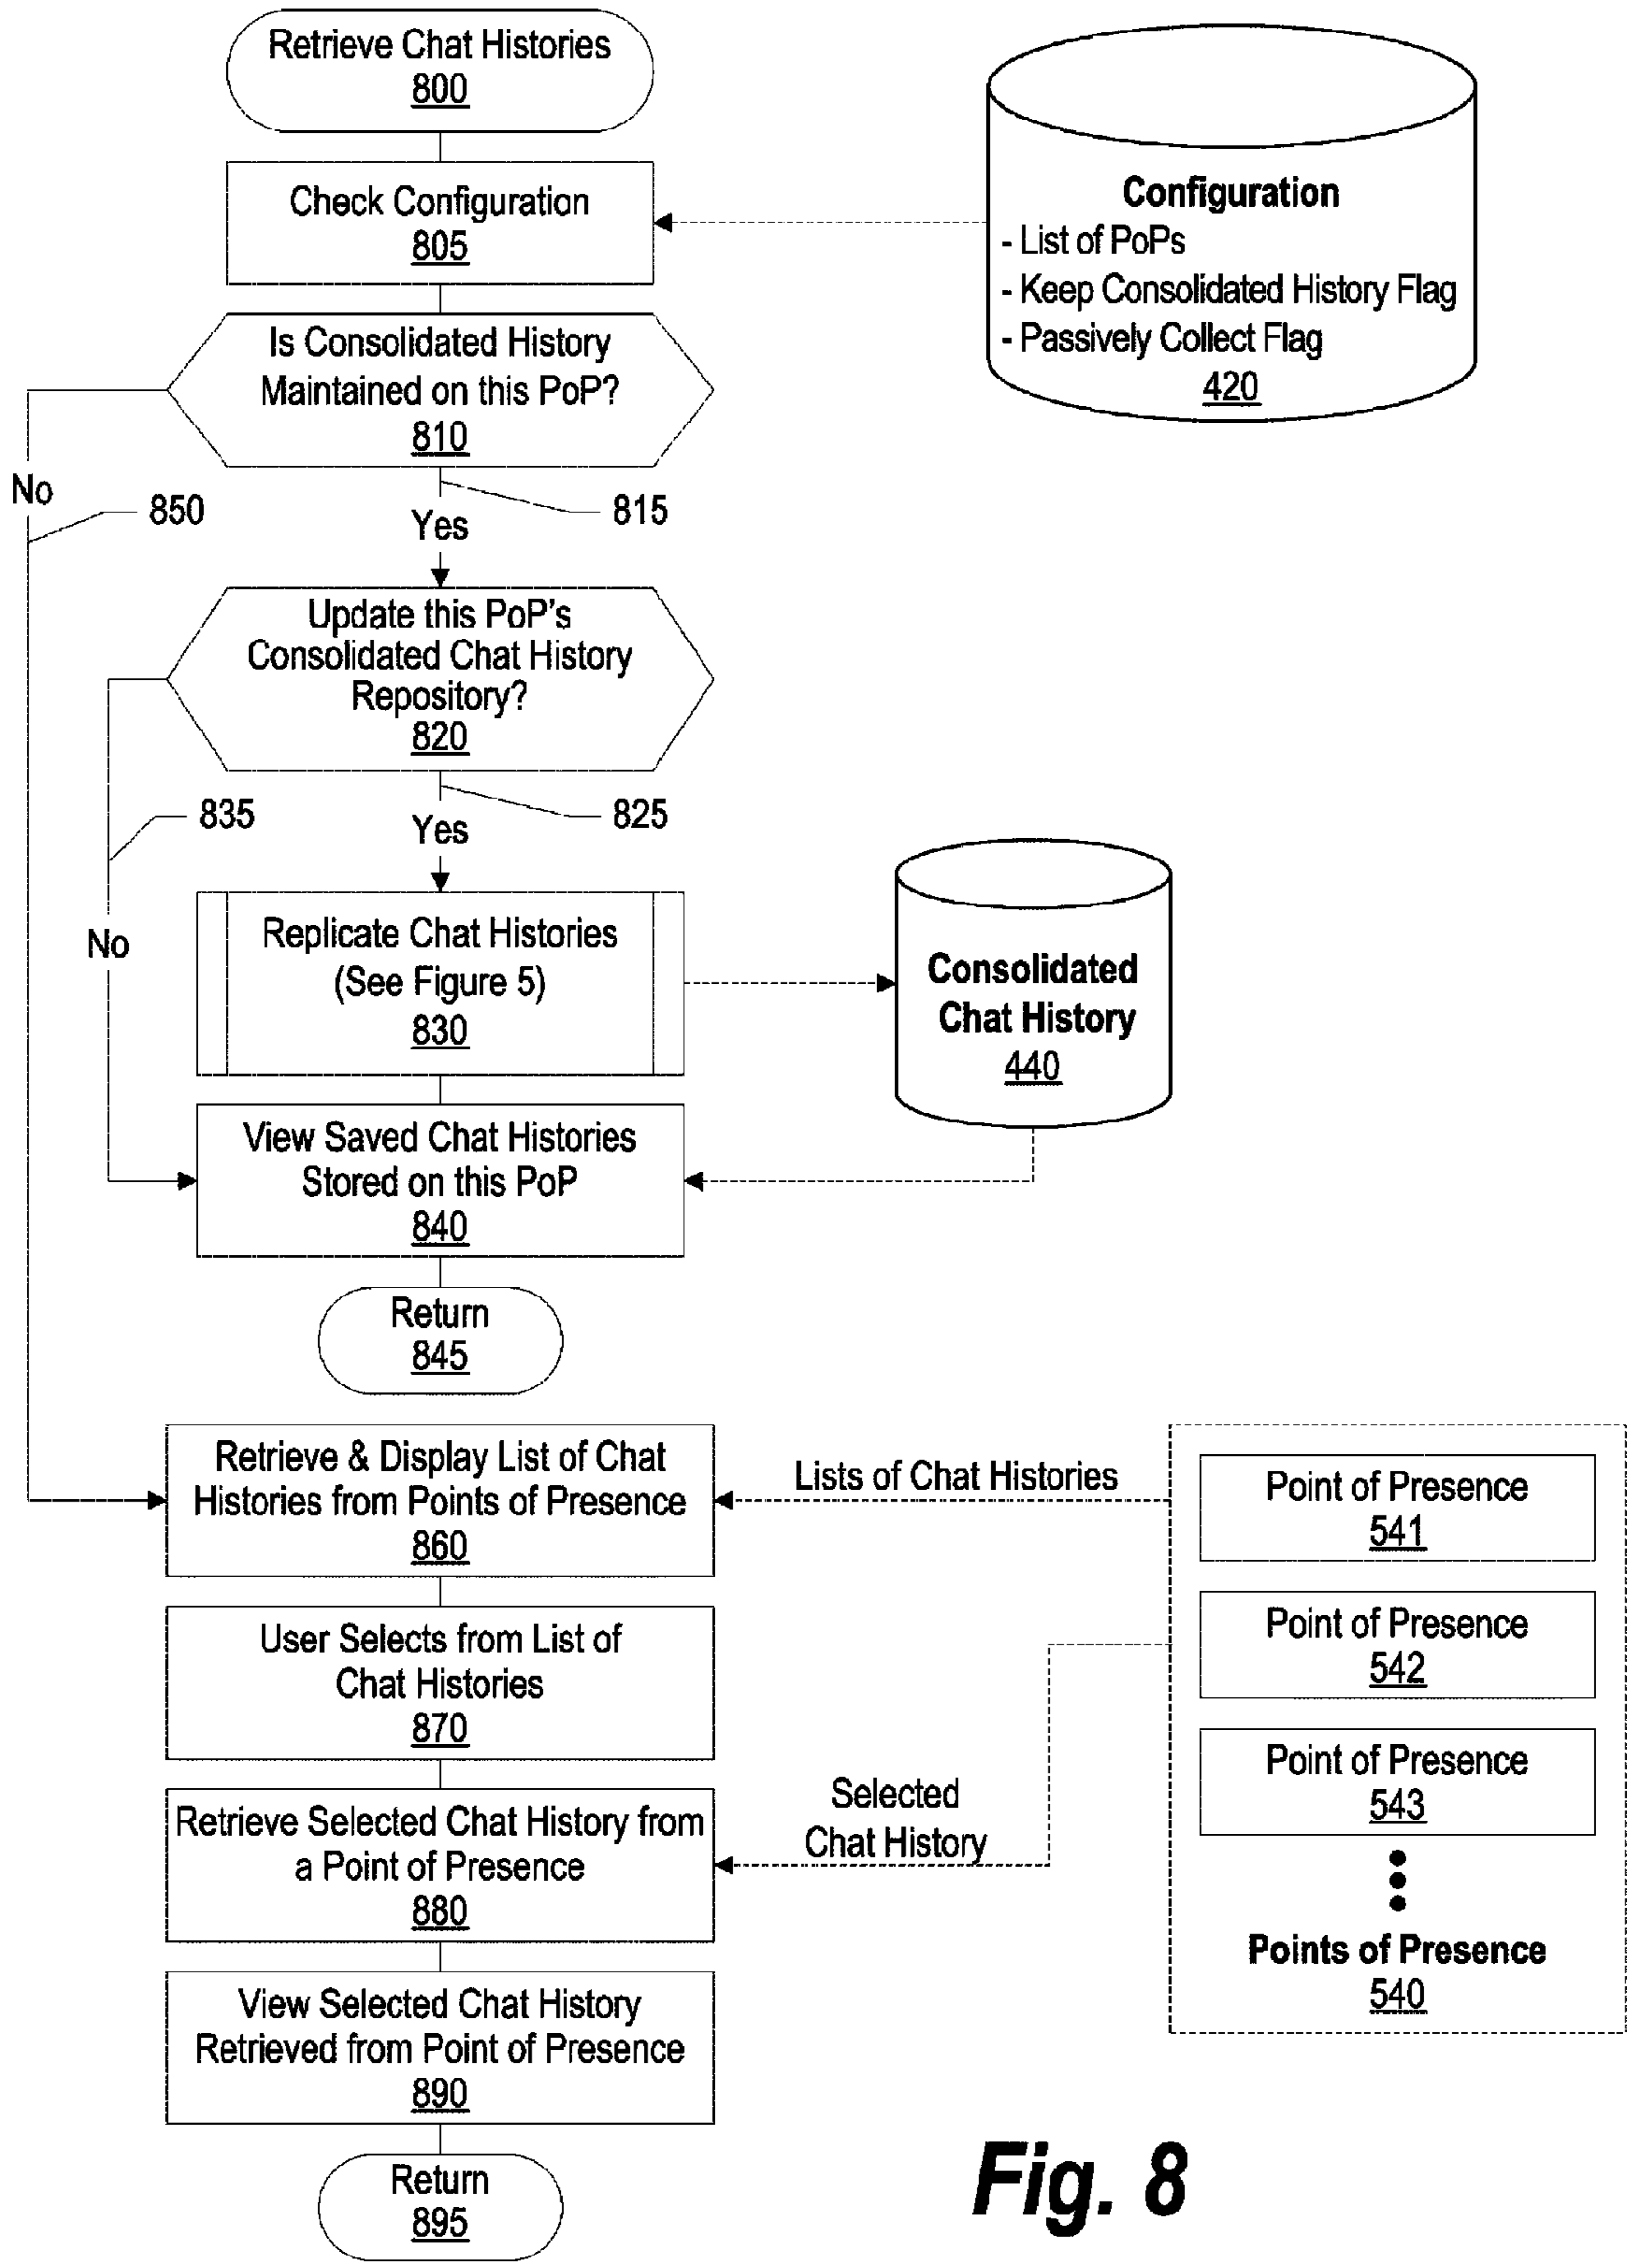 Retrieve Chat Histories
800
Check Configuration
805
Configuration
- List of PoPs
- Keep Consolidated History Flag
- Passively Collect Flag
420
Is Consolidated History
Maintained on this PoP?
810
No
850
815
Yes
Update this PoP's
Consolidated Chat History
Repository?
820
835
825
Yes
No
Replicate Chat Histories
(See Figure 5)
830
Consolidated
Chat History
440
View Saved Chat Histories
Stored on this PoP
840
Return
845
Retrieve & Display List of Chat
Histories from Points of Presence
860
Lists of Chat Histories
Point of Presence
541
User Selects from List of
Chat Histories
870
Point of Presence
542
Point of Presence
543
Selected
Chat History
Retrieve Selected Chat History from
a Point of Presence
880
Points of Presence
540
View Selected Chat History
Retrieved from Point of Presence
890
Return
895
Fig. 8